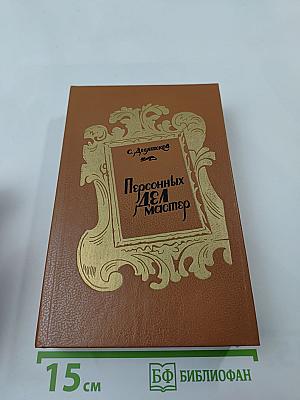 С. Десятсков
Персонных
дел
мастер
15 см
БФ БИБЛИОФАН